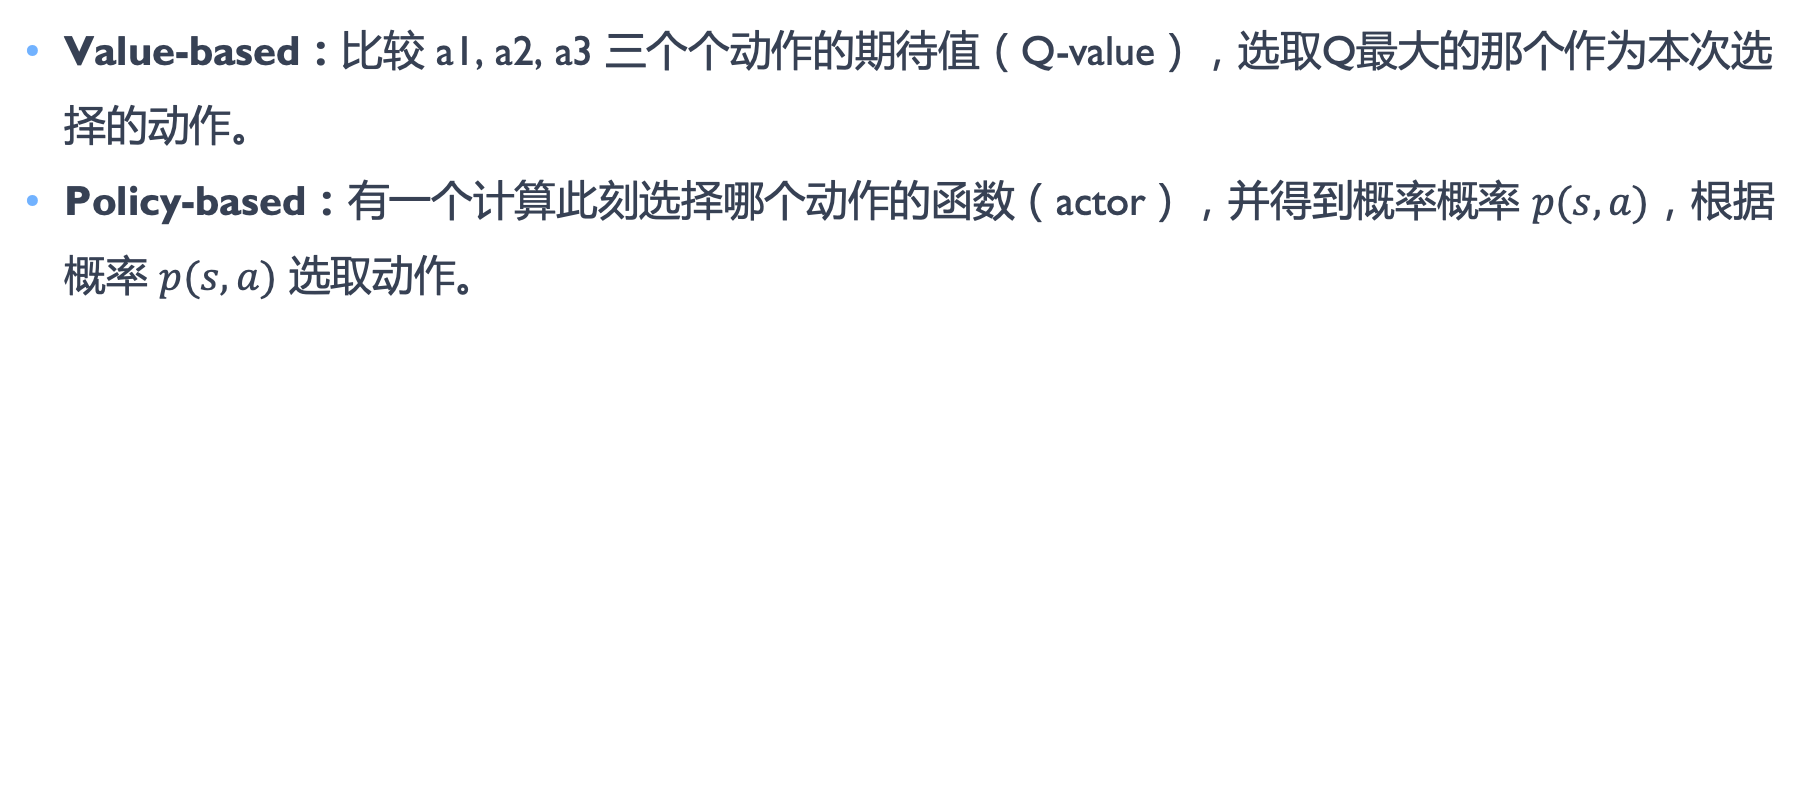 • Value-based：比较 a1, a2, a3 三个个动作的期待值（Q-value），选取Q最大的那个作为本次选
择的动作。
• Policy-based：有一个计算此刻选择哪个动作的函数（actor），并得到概率概率 p(s, a)，根据
概率 p(s, a) 选取动作。